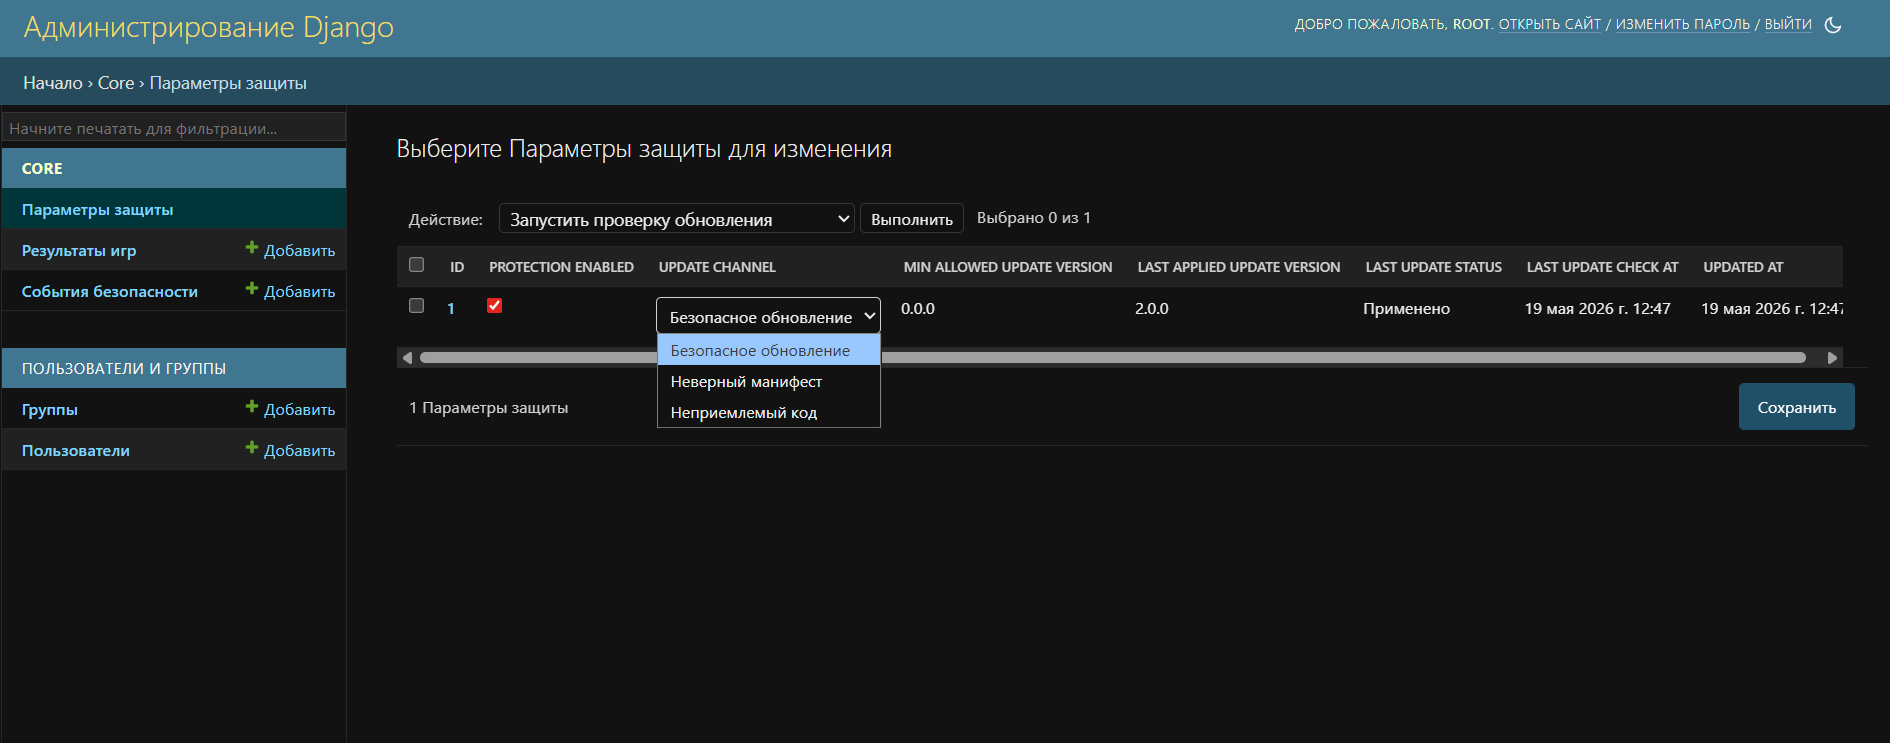 Администрирование Django
ДОБРО ПОЖАЛОВАТЬ, ROOT. ОТКРЫТЬ САЙТ / ИЗМЕНИТЬ ПАРОЛЬ / ВЫЙТИ
Начало › Core › Параметры защиты
Начните печатать для фильтрации...
CORE
Параметры защиты
Результаты игр Добавить
События безопасности Добавить
ПОЛЬЗОВАТЕЛИ И ГРУППЫ
Группы Добавить
Пользователи Добавить
Выберите Параметры защиты для изменения
Действие: Запустить проверку обновления Выполнить Выбрано 0 из 1
ID PROTECTION ENABLED UPDATE CHANNEL MIN ALLOWED UPDATE VERSION LAST APPLIED UPDATE VERSION LAST UPDATE STATUS LAST UPDATE CHECK AT UPDATED AT
1 Безопасное обновление 0.0.0 2.0.0 Применено 19 мая 2026 г. 12:47 19 мая 2026 г. 12:47
Безопасное обновление
Неверный манифест
Неприемлемый код
1 Параметры защиты
Сохранить